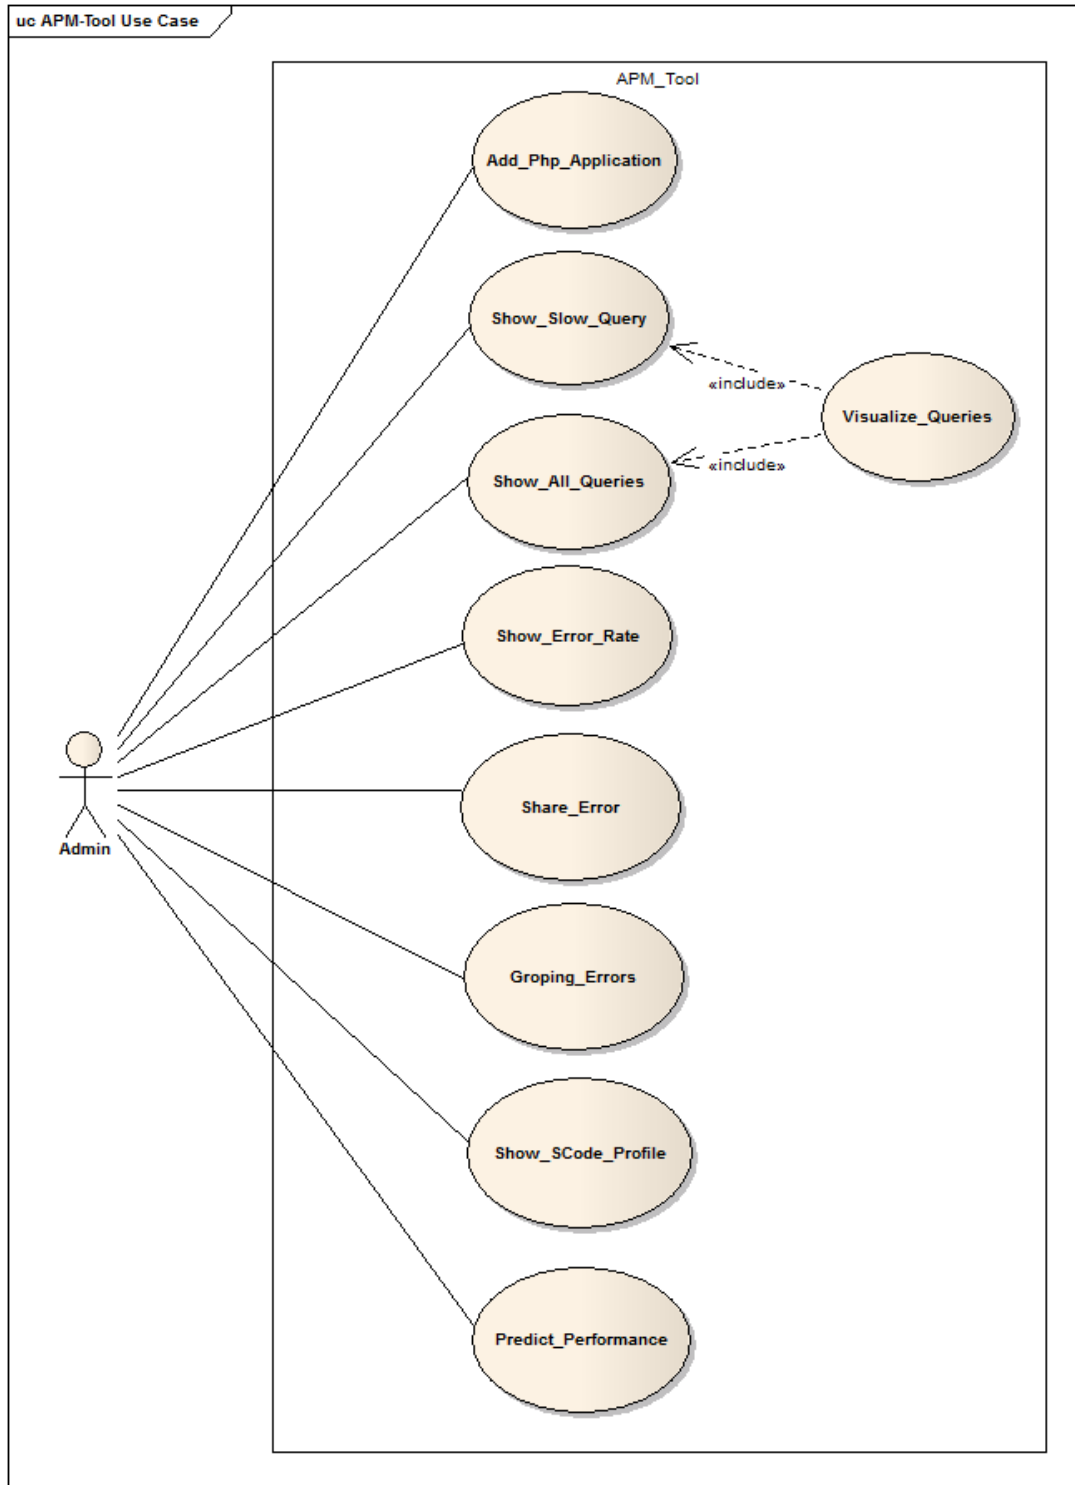 uc APM-Tool Use Case
APM_Tool
Add_Php_Application
Show_Slow_Query
«include»
Visualize_Queries
Show_All_Queries
«include»
Show_Error_Rate
Share_Error
Admin
Groping_Errors
Show_SCode_Profile
Predict_Performance